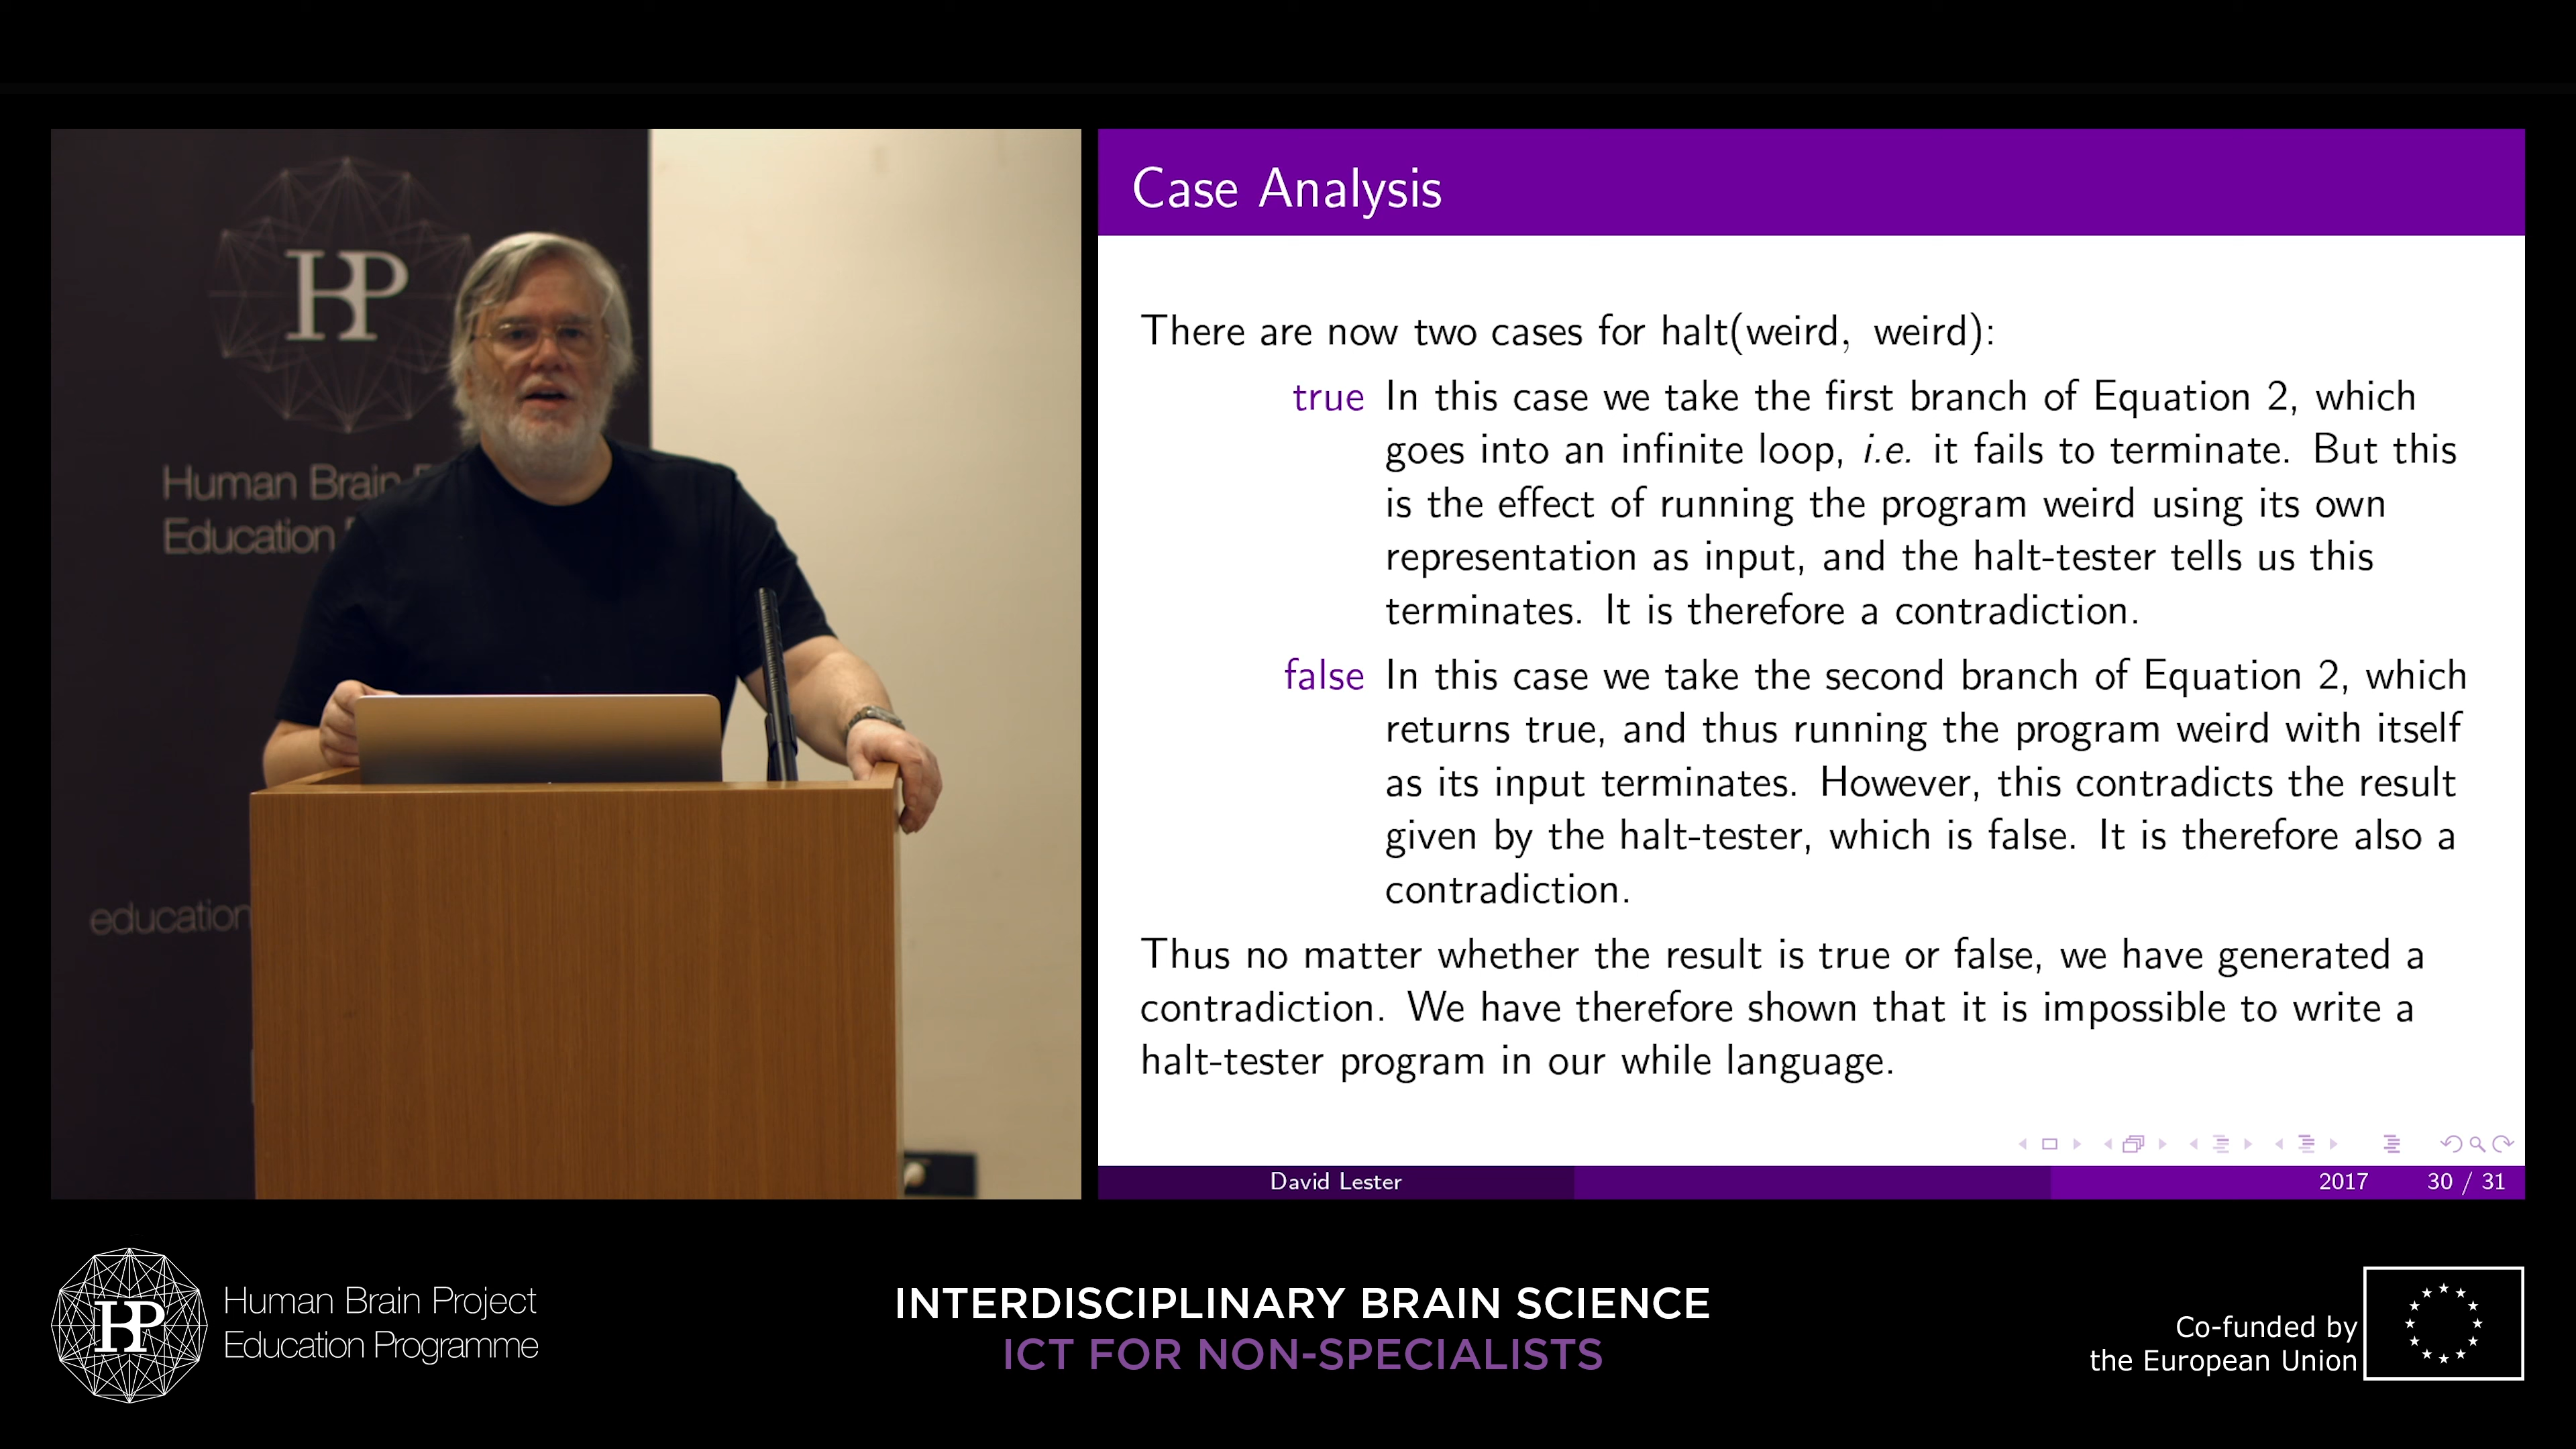 HBP
Human Brain
Education
education
Case Analysis
There are now two cases for halt(weird, weird):
true In this case we take the first branch of Equation 2, which
goes into an infinite loop, i.e. it fails to terminate. But this
is the effect of running the program weird using its own
representation as input, and the halt-tester tells us this
terminates. It is therefore a contradiction.
false In this case we take the second branch of Equation 2, which
returns true, and thus running the program weird with itself
as its input terminates. However, this contradicts the result
given by the halt-tester, which is false. It is therefore also a
contradiction.
Thus no matter whether the result is true or false, we have generated a
contradiction. We have therefore shown that it is impossible to write a
halt-tester program in our while language.
David Lester 2017 30 / 31
HBP
Human Brain Project
Education Programme
INTERDISCIPLINARY BRAIN SCIENCE
ICT FOR NON-SPECIALISTS
Co-funded by
the European Union